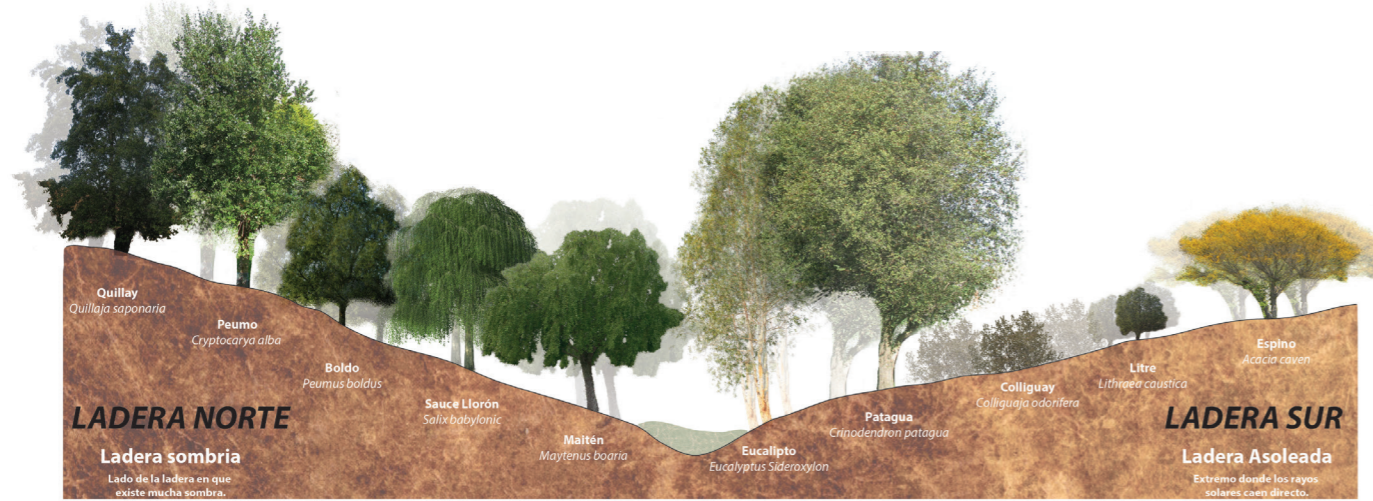 Quillay
Quillaja saponaria
Peumo
Cryptocarya alba
Boldo
Peumus boldus
Sauce Llorón
Salix babylonic
Maitén
Maytenus boaria
Eucalipto
Eucalyptus Sideroxylon
Patagua
Crinodendron patagua
Colliguay
Colliguaja odorifera
Litre
Lithraea caustica
Espino
Acacia caven
LADERA NORTE
Ladera sombria
Lado de la ladera en que
existe mucha sombra.
LADERA SUR
Ladera Asoleada
Extremo donde los rayos
solares caen directo.